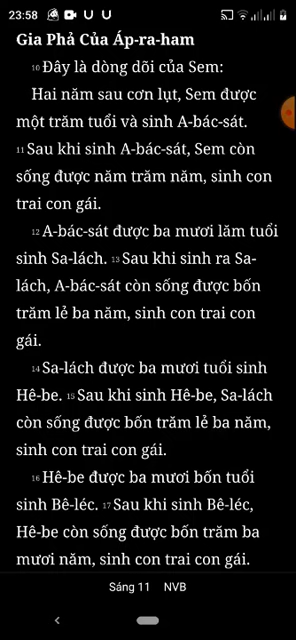 23:58
Gia Phả Của Áp-ra-ham
10 Đây là dòng dõi của Sem:
Hai năm sau cơn lụt, Sem được
một trăm tuổi và sinh A-bác-sát.
11 Sau khi sinh A-bác-sát, Sem còn
sống được năm trăm năm, sinh con
trai con gái.
12 A-bác-sát được ba mươi lăm tuổi
sinh Sa-lách. 13 Sau khi sinh ra Sa-
lách, A-bác-sát còn sống được bốn
trăm lẻ ba năm, sinh con trai con
gái.
14 Sa-lách được ba mươi tuổi sinh
Hê-be. 15 Sau khi sinh Hê-be, Sa-lách
còn sống được bốn trăm lẻ ba năm,
sinh con trai con gái.
16 Hê-be được ba mươi bốn tuổi
sinh Bê-léc. 17 Sau khi sinh Bê-léc,
Hê-be còn sống được bốn trăm ba
mươi năm, sinh con trai con gái.
Sáng 11 NVB